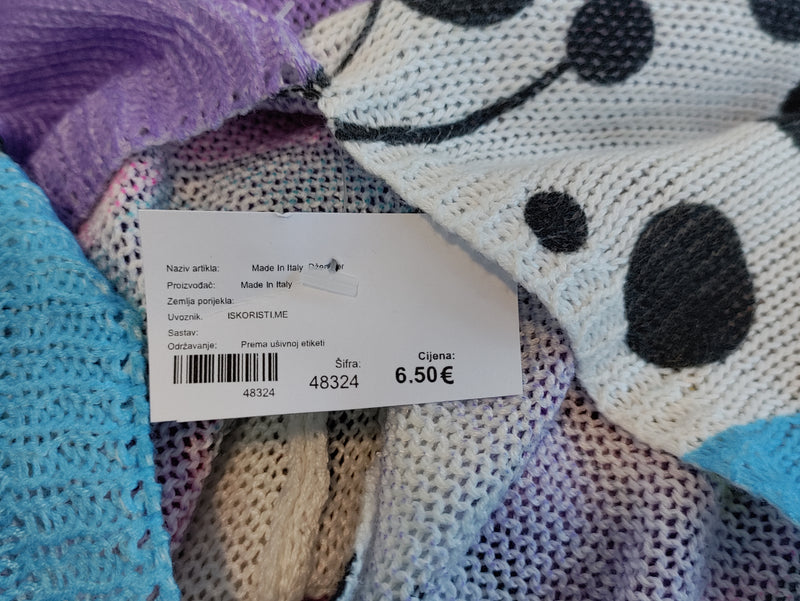 Naziv artikla: Made In Italy
Proizvođač: Made In Italy
Zemlja porijekla:
Uvoznik. ISKORISTI.ME
Sastav:
Održavanje: Prema ušivnoj etiketi
48324
Šifra:
48324
Cijena:
6.50€